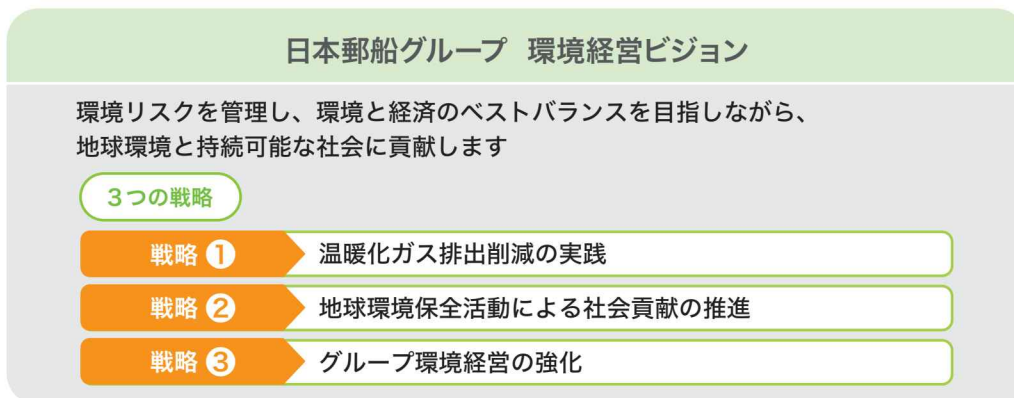 日本郵船グループ 環境経営ビジョン
環境リスクを管理し、環境と経済のベストバランスを目指しながら、
地球環境と持続可能な社会に貢献します
3つの戦略
戦略 ❶ 温暖化ガス排出削減の実践
戦略 ❷ 地球環境保全活動による社会貢献の推進
戦略 ❸ グループ環境経営の強化